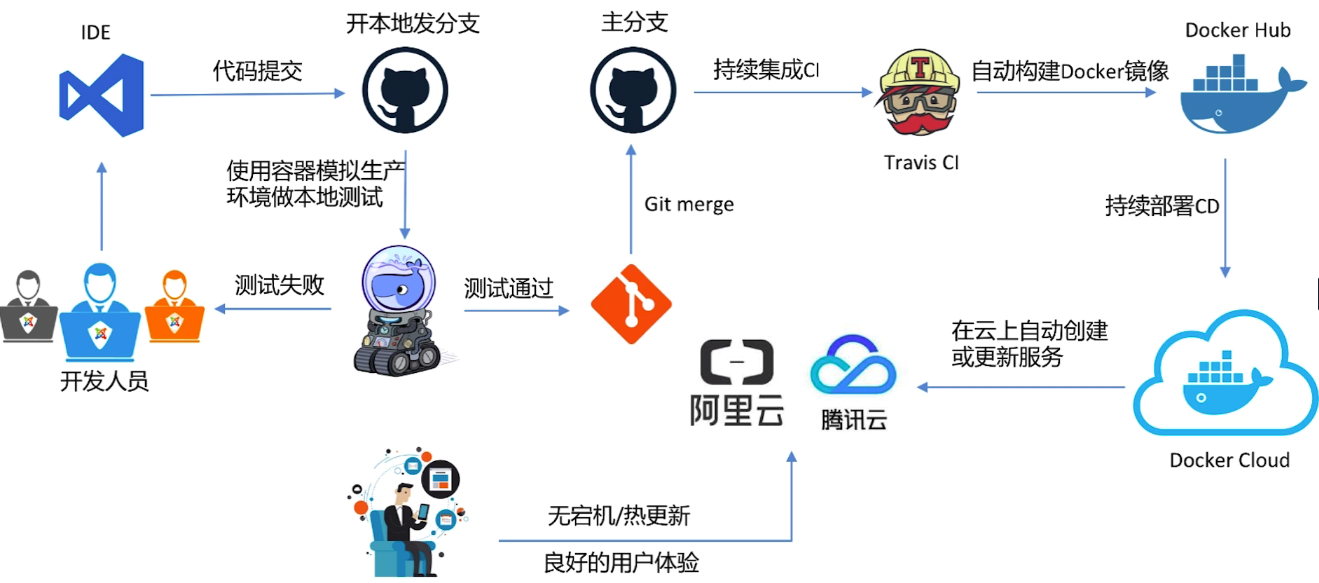 IDE
开本地发分支
主分支
Docker Hub
代码提交
持续集成CI
自动构建Docker镜像
T
Travis CI
使用容器模拟生产
环境做本地测试
Git merge
持续部署CD
测试失败
测试通过
开发人员
在云上自动创建
或更新服务
阿里云
腾讯云
Docker Cloud
无宕机/热更新
良好的用户体验